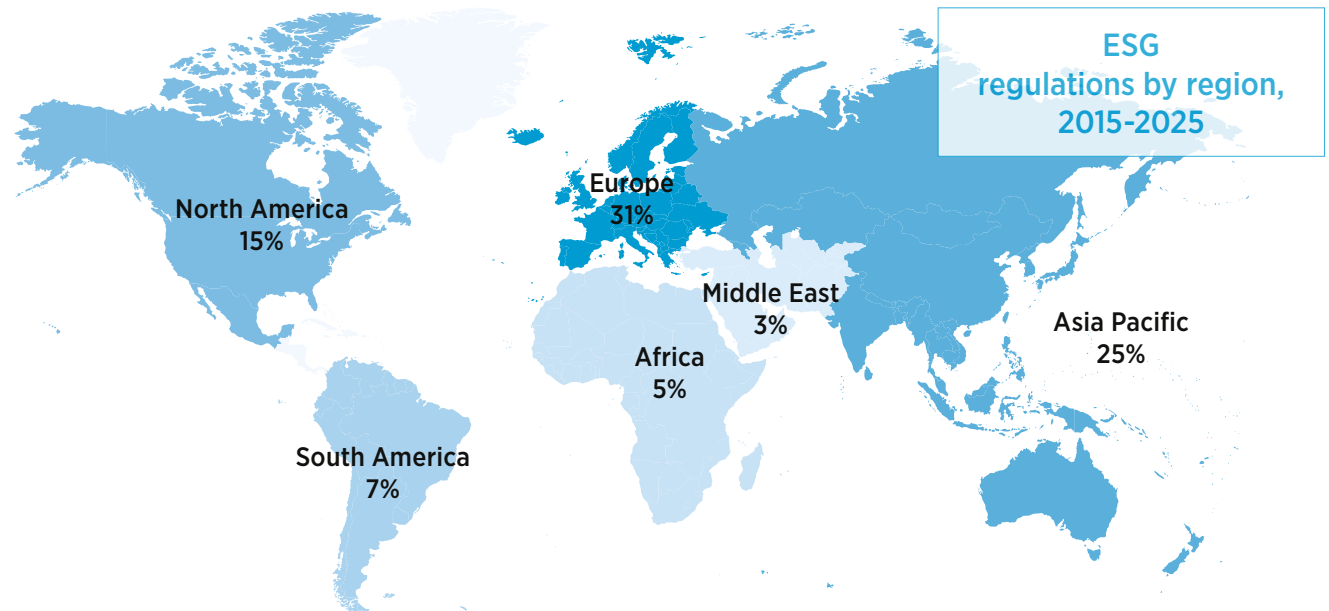 ESG
regulations by region,
2015-2025
North America
15%
Europe
31%
Middle East
3%
Asia Pacific
25%
Africa
5%
South America
7%